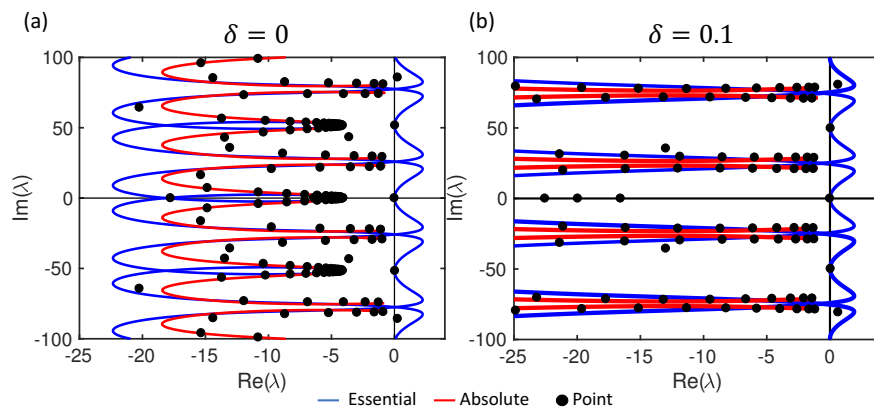 (a)
δ = 0
(b)
δ = 0.1
100
50
0
-50
-100
Im(λ)
-25 -20 -15 -10 -5 0
Re(λ)
100
50
0
-50
-100
Im(λ)
-25 -20 -15 -10 -5 0
Re(λ)
Essential Absolute Point